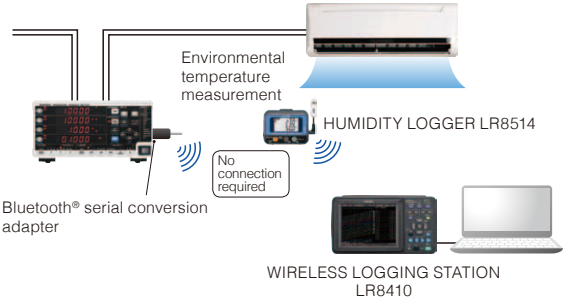 Environmental
temperature
measurement
HUMIDITY LOGGER LR8514
No
connection
required
Bluetooth® serial conversion
adapter
WIRELESS LOGGING STATION
LR8410